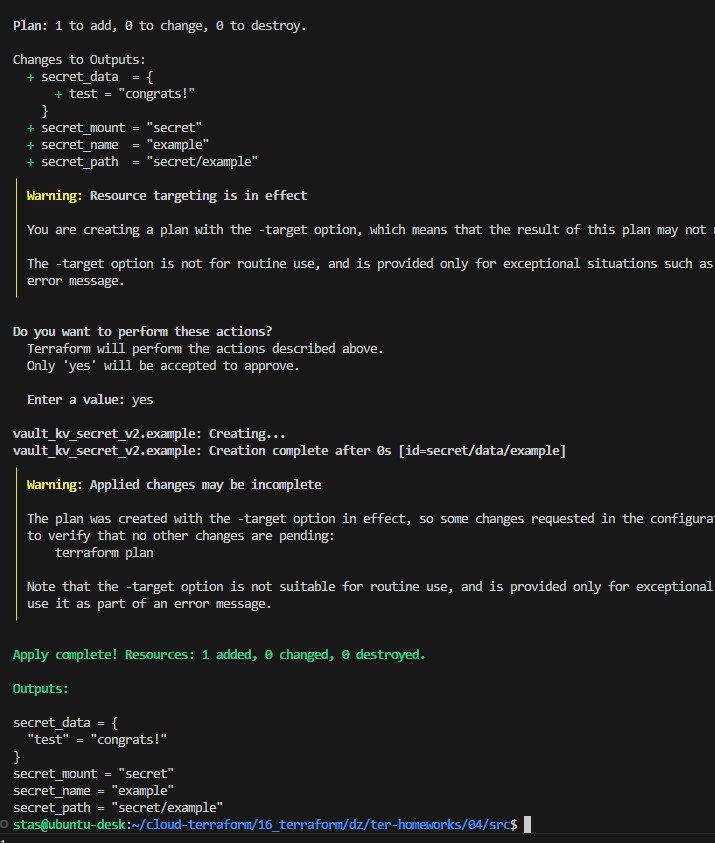 Plan: 1 to add, 0 to change, 0 to destroy.
Changes to Outputs:
+ secret_data  = {
+ test = "congrats!"
}
+ secret_mount = "secret"
+ secret_name  = "example"
+ secret_path  = "secret/example"
Warning: Resource targeting is in effect
You are creating a plan with the -target option, which means that the result of this plan may not
The -target option is not for routine use, and is provided only for exceptional situations such as
error message.
Do you want to perform these actions?
Terraform will perform the actions described above.
Only 'yes' will be accepted to approve.
Enter a value: yes
vault_kv_secret_v2.example: Creating...
vault_kv_secret_v2.example: Creation complete after 0s [id=secret/data/example]
Warning: Applied changes may be incomplete
The plan was created with the -target option in effect, so some changes requested in the configurat
to verify that no other changes are pending:
terraform plan
Note that the -target option is not suitable for routine use, and is provided only for exceptional
use it as part of an error message.
Apply complete! Resources: 1 added, 0 changed, 0 destroyed.
Outputs:
secret_data = {
"test" = "congrats!"
}
secret_mount = "secret"
secret_name = "example"
secret_path = "secret/example"
stas@ubuntu-desk:~/cloud-terraform/16_terraform/dz/ter-homeworks/04/src$